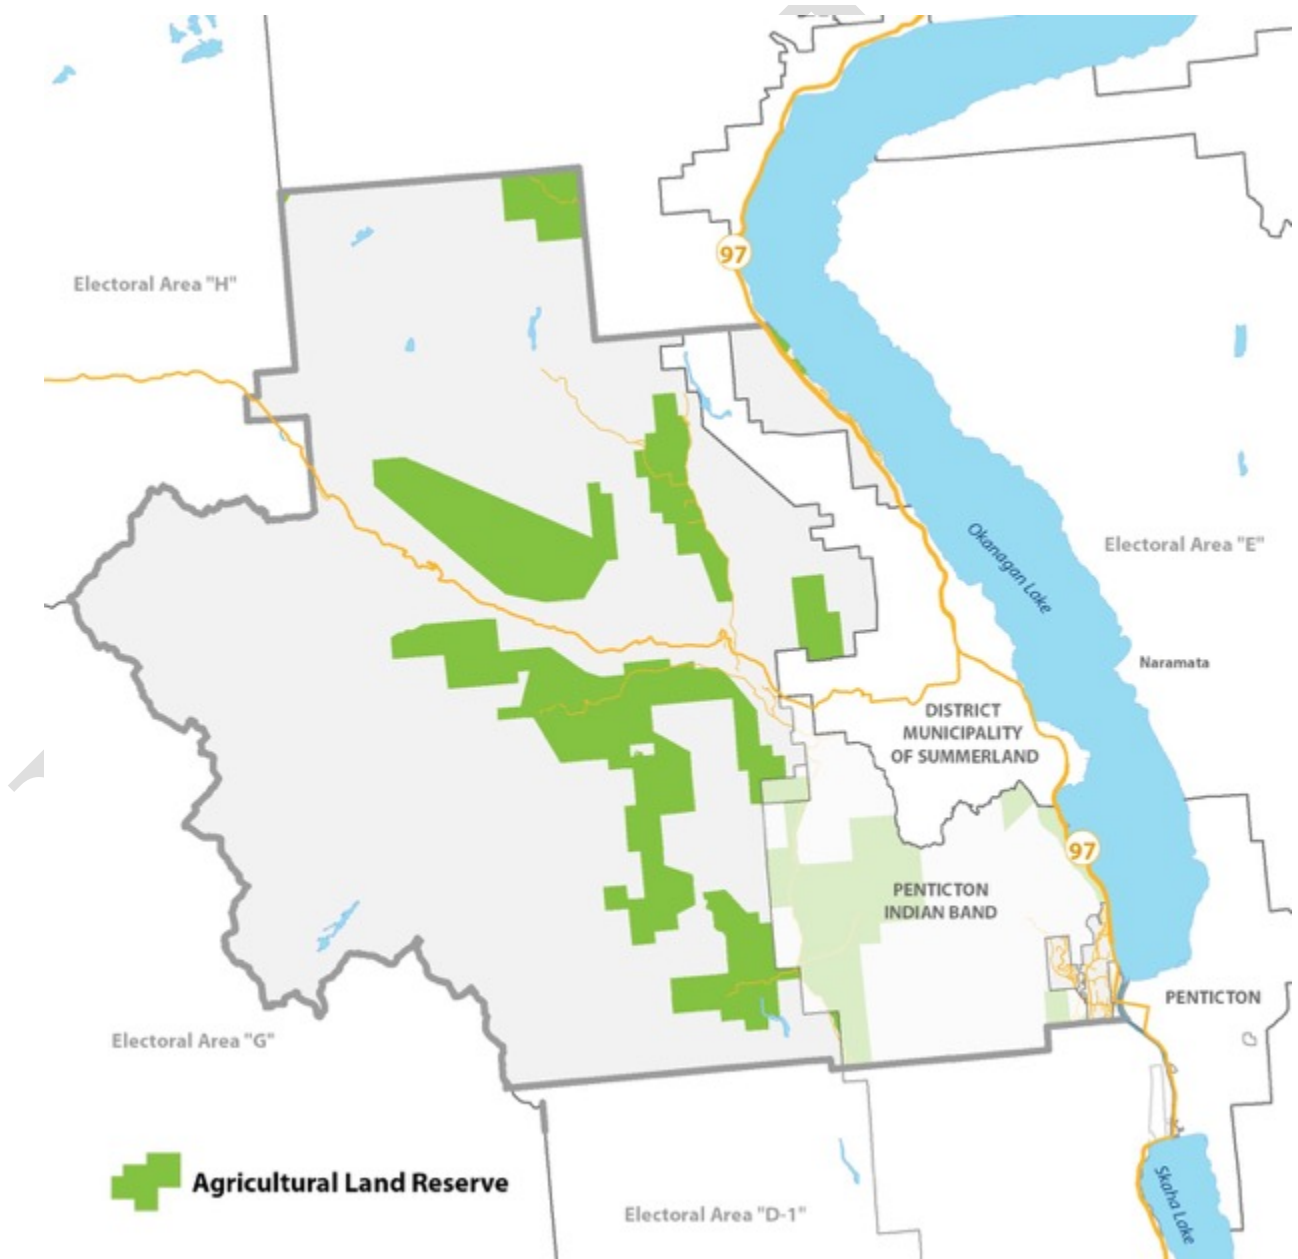 97
Electoral Area "H"
Okanagan Lake
Electoral Area "E"
Naramata
DISTRICT
MUNICIPALITY
OF SUMMERLAND
97
PENTICTON
INDIAN BAND
PENTICTON
Electoral Area "G"
Agricultural Land Reserve
Skaha Lake
Electoral Area "D-1"